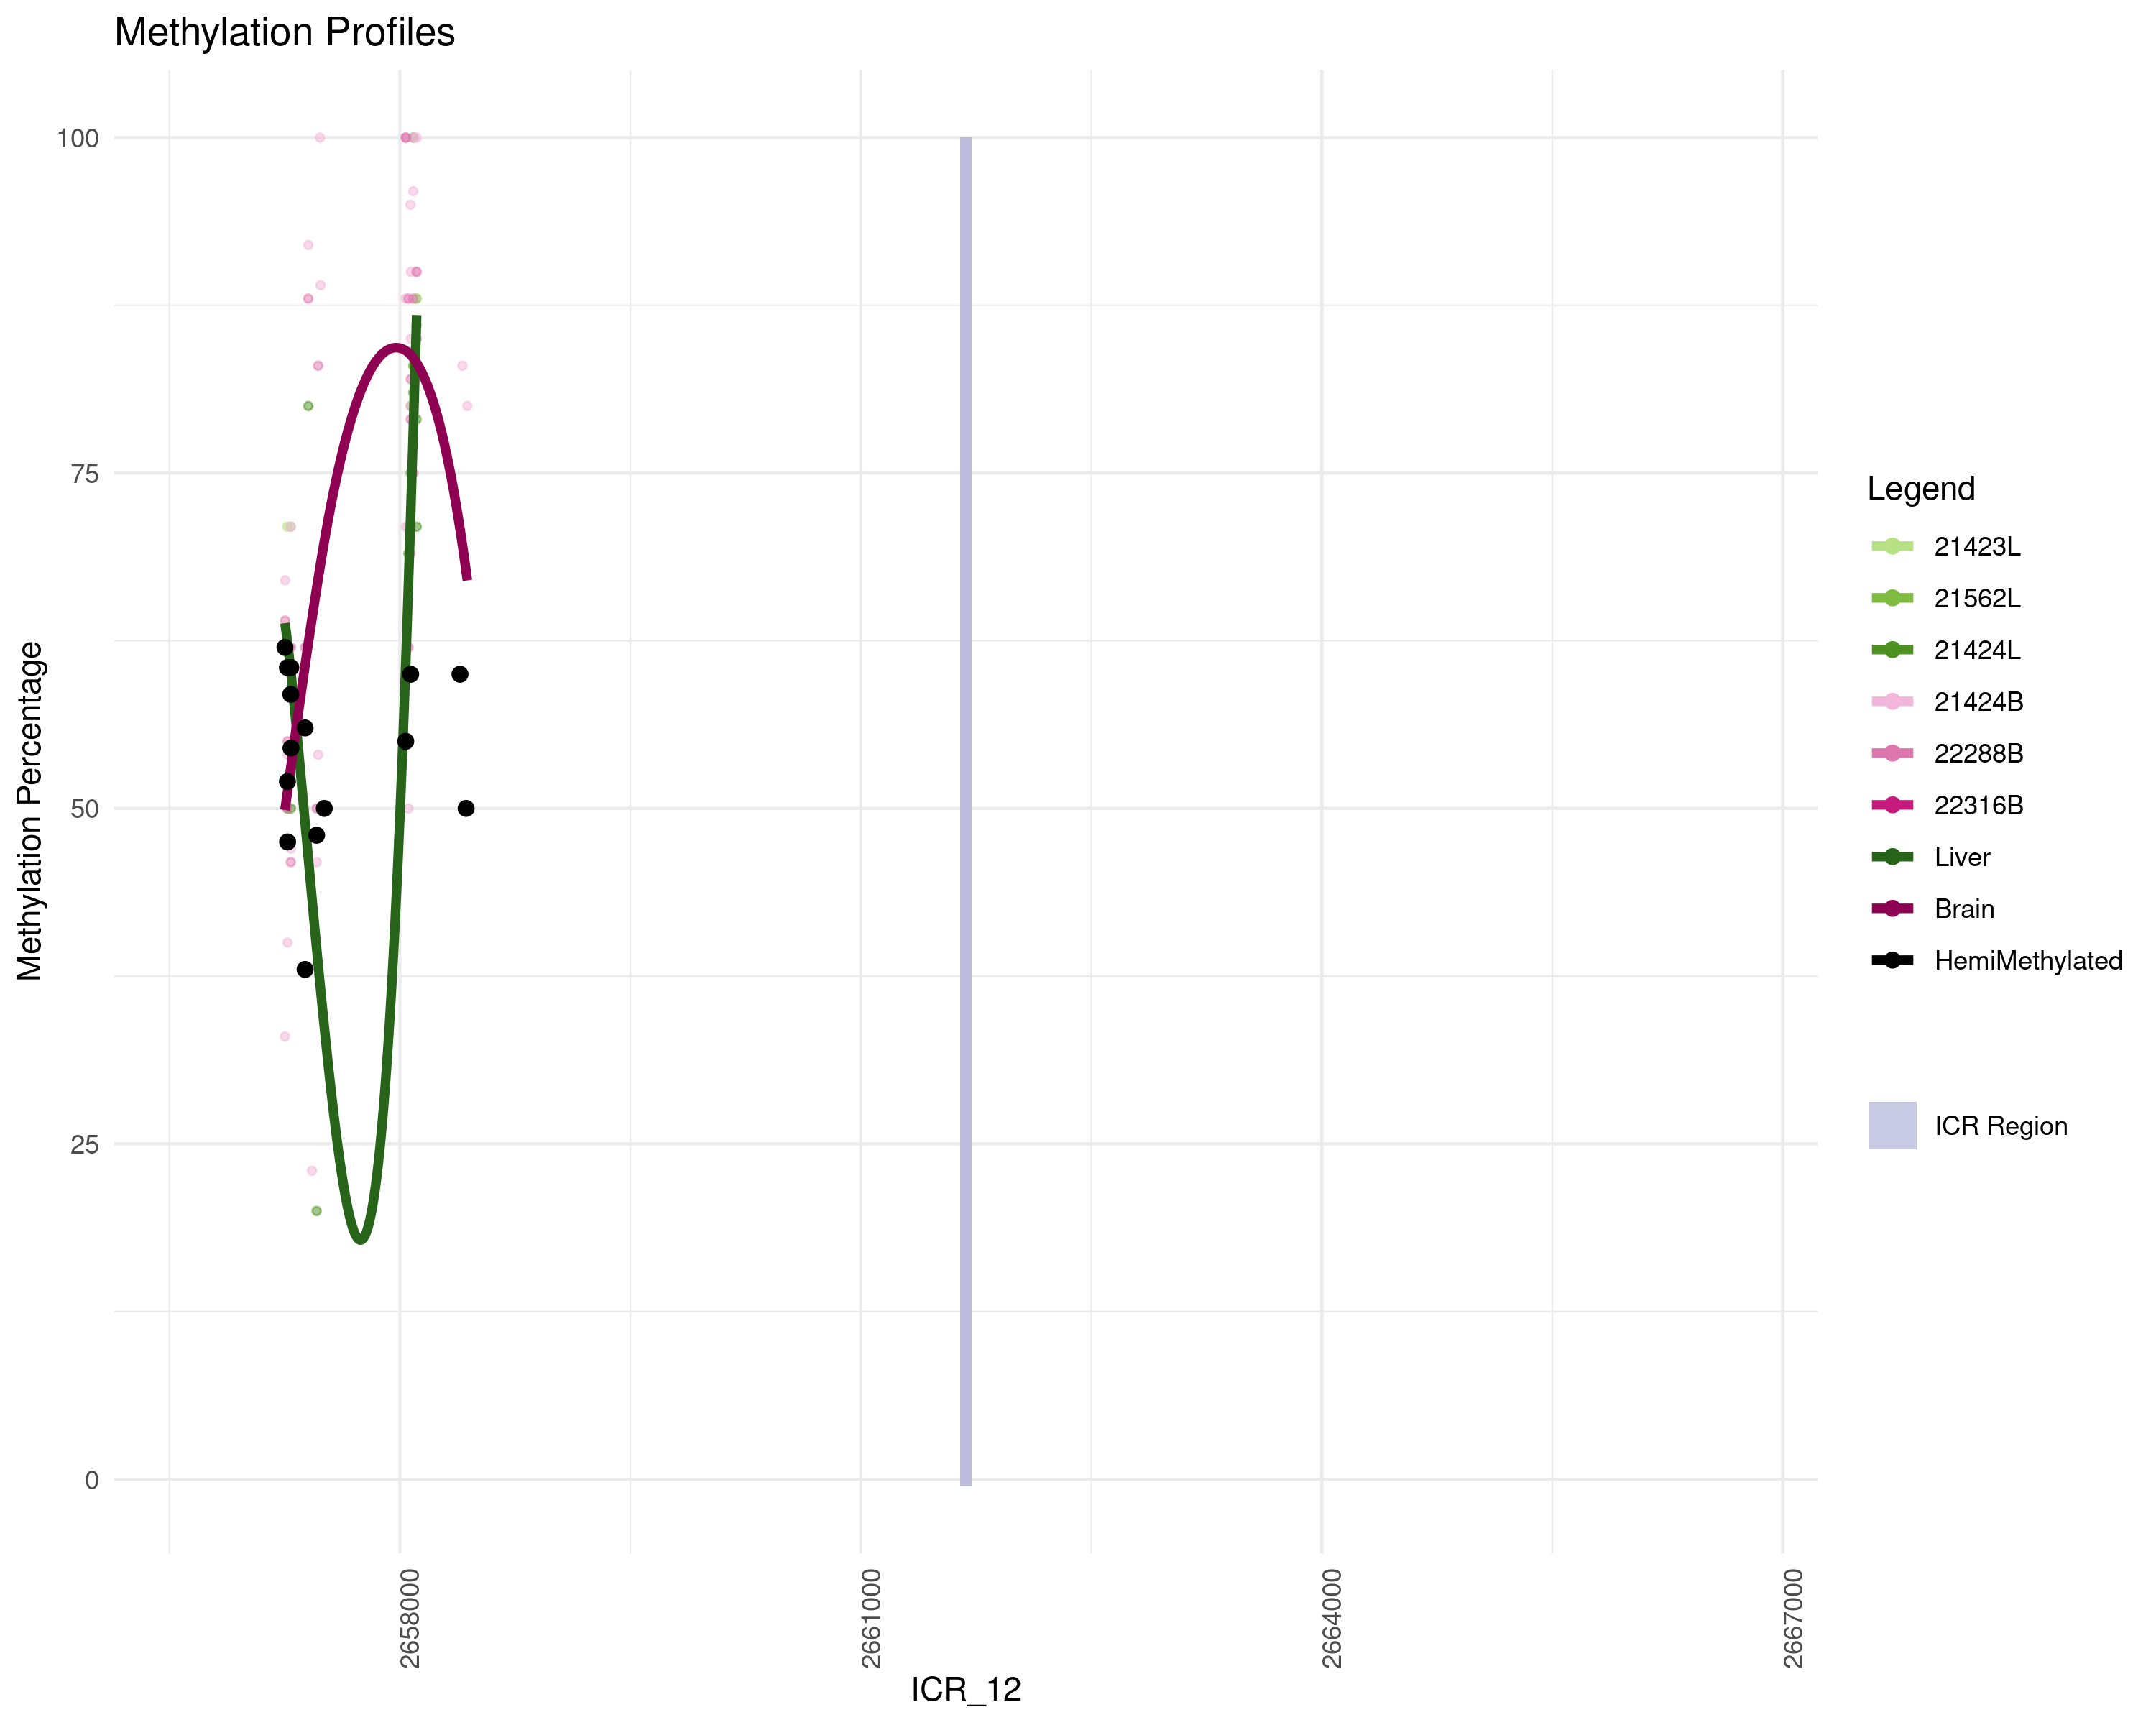 Methylation Profiles
100
75
50
25
0
Methylation Percentage
2658000
2661000
2664000
2667000
ICR_12
Legend
21423L
21562L
21424L
21424B
22288B
22316B
Liver
Brain
HemiMethylated
ICR Region